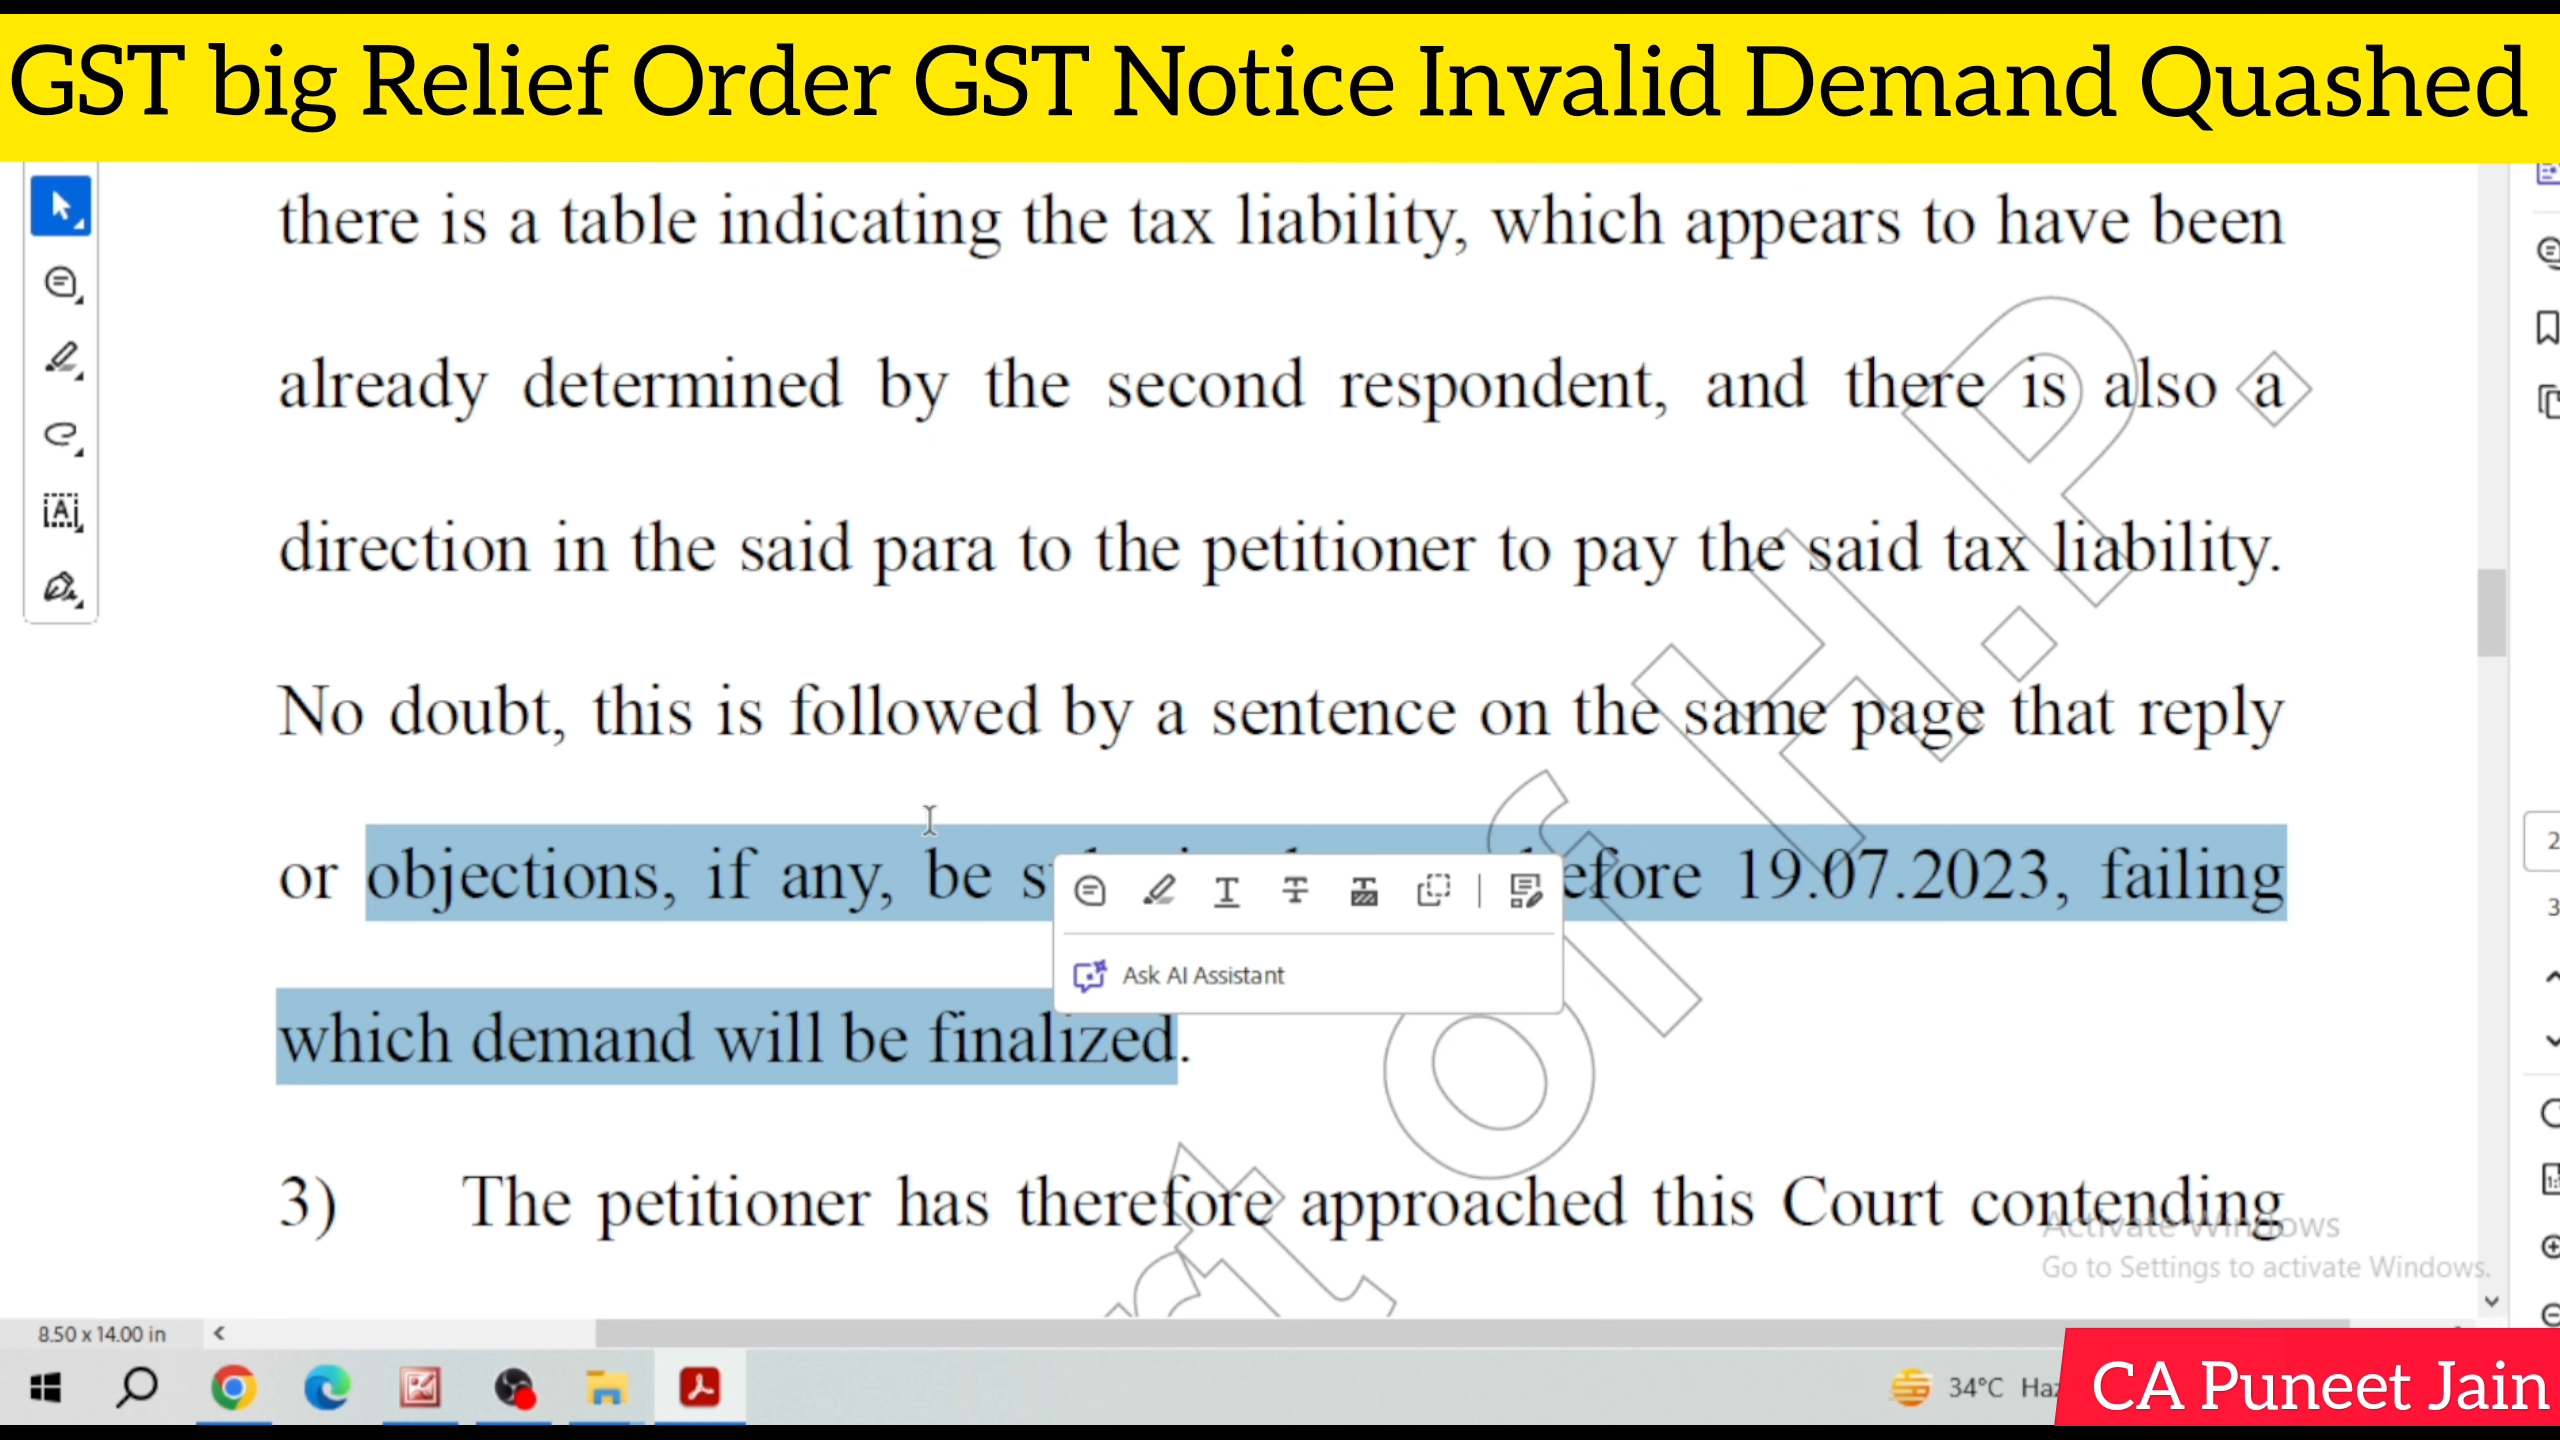 GST big Relief Order GST Notice Invalid Demand Quashed
there is a table indicating the tax liability, which appears to have been
already determined by the second respondent, and there is also a
direction in the said para to the petitioner to pay the said tax liability.
No doubt, this is followed by a sentence on the same page that reply
or objections, if any, be efore 19.07.2023, failing
Ask AI Assistant
which demand will be finalized.
3) The petitioner has therefore approached this Court contending
of H.P.
Activate Windows
Go to Settings to activate Windows.
8.50 x 14.00 in
34°C
CA Puneet Jain
2
3